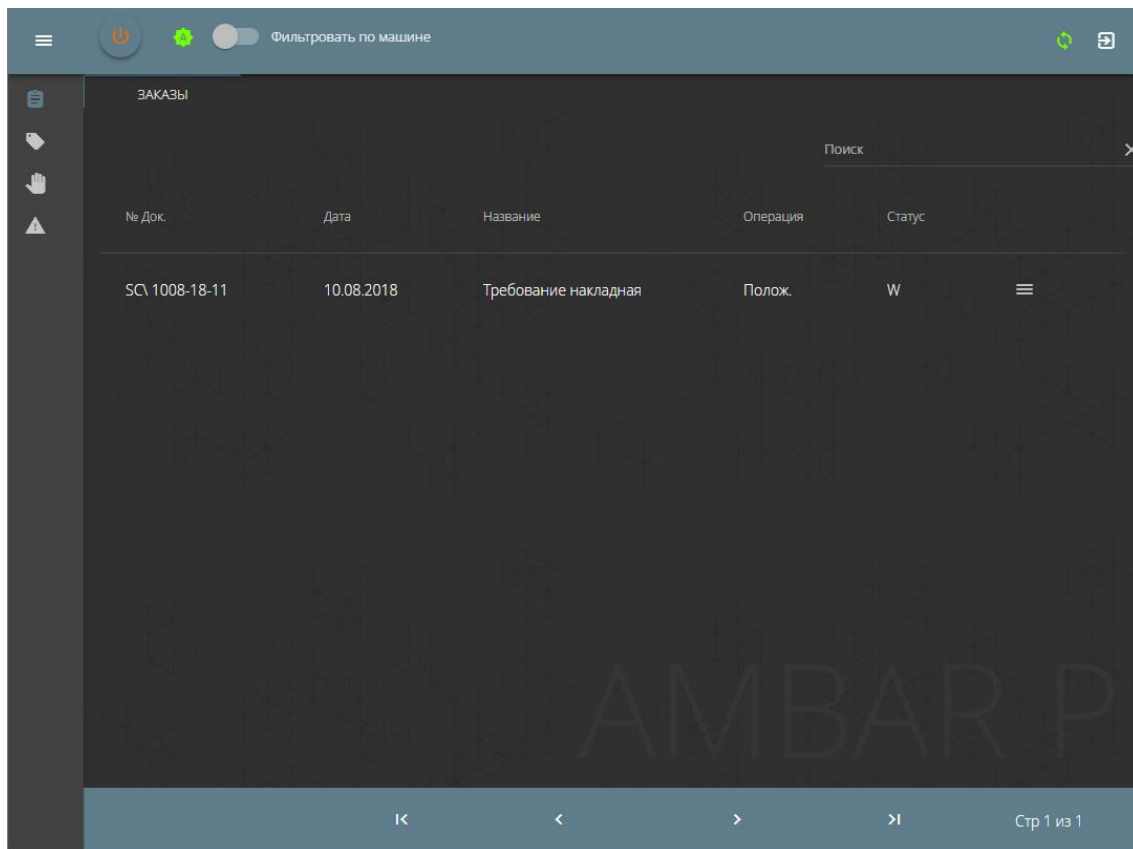 A Фильтровать по машине
ЗАКАЗЫ
Поиск
№ Док. Дата Название Операция Статус
SC\ 1008-18-11 10.08.2018 Требование накладная Полож. W
AMBAR P
Стр 1 из 1